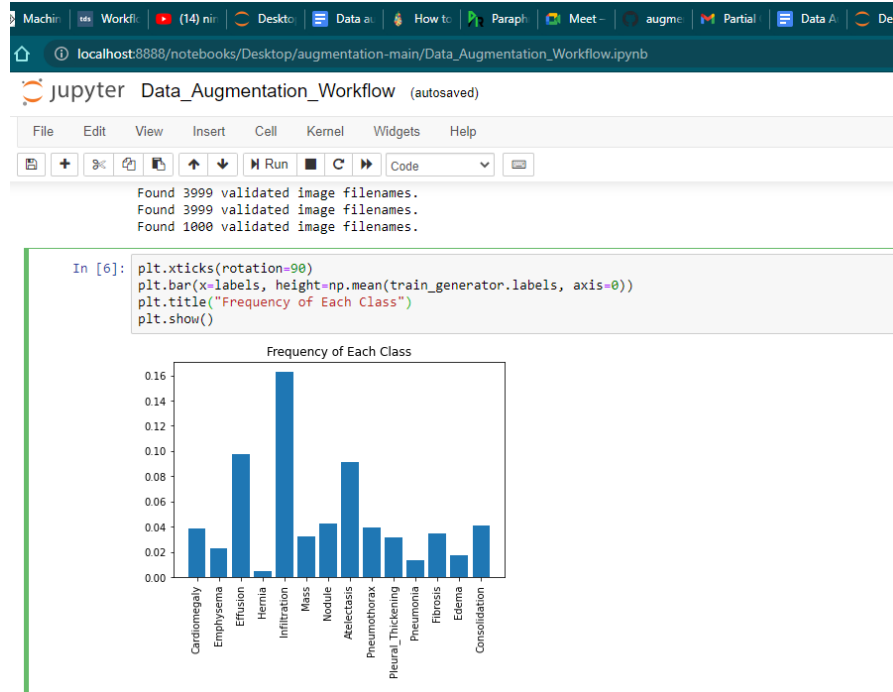 Machin tds Workflo (14) nin Deskto Data au How to Paraph Meet – augme Partial Data A De
localhost:8888/notebooks/Desktop/augmentation-main/Data_Augmentation_Workflow.ipynb
jupyter Data_Augmentation_Workflow (autosaved)
File Edit View Insert Cell Kernel Widgets Help
Run Code
Found 3999 validated image filenames.
Found 3999 validated image filenames.
Found 1000 validated image filenames.
In [6]: plt.xticks(rotation=90)
plt.bar(x=labels, height=np.mean(train_generator.labels, axis=0))
plt.title("Frequency of Each Class")
plt.show()
Frequency of Each Class
0.16
0.14
0.12
0.10
0.08
0.06
0.04
0.02
0.00
Cardiomegaly
Emphysema
Effusion
Hernia
Infiltration
Mass
Nodule
Atelectasis
Pneumothorax
Pleural_Thickening
Pneumonia
Fibrosis
Edema
Consolidation